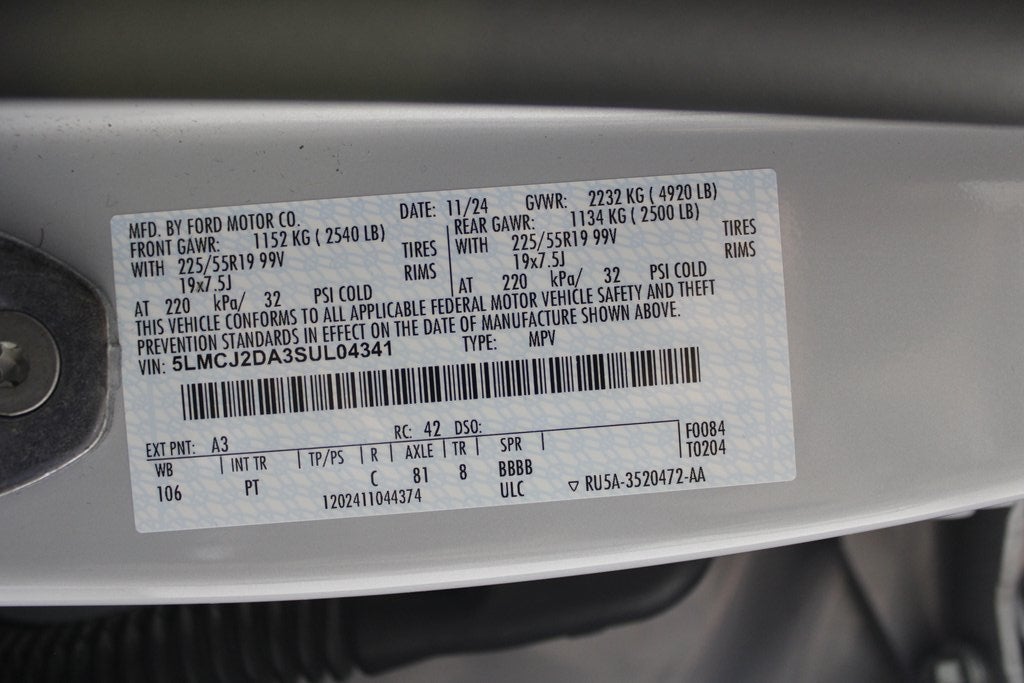 MFD. BY FORD MOTOR CO. DATE: 11/24 GVWR: 2232 KG ( 4920 LB)
FRONT GAWR: 1152 KG ( 2540 LB) REAR GAWR: 1134 KG ( 2500 LB)
WITH 225/55R19 99V TIRES WITH 225/55R19 99V TIRES
19x7.5J RIMS 19x7.5J RIMS
AT 220 kPa/ 32 PSI COLD AT 220 kPa/ 32 PSI COLD
THIS VEHICLE CONFORMS TO ALL APPLICABLE FEDERAL MOTOR VEHICLE SAFETY AND THEFT
PREVENTION STANDARDS IN EFFECT ON THE DATE OF MANUFACTURE SHOWN ABOVE.
VIN: 5LMCJ2DA3SUL04341 TYPE: MPV
EXT PNT: A3 RC: 42 DSO: F0084
WB INT TR TP/PS R AXLE TR SPR T0204
106 PT C 81 8 BBBB
1202411044374 ULC ▽ RU5A-3520472-AA